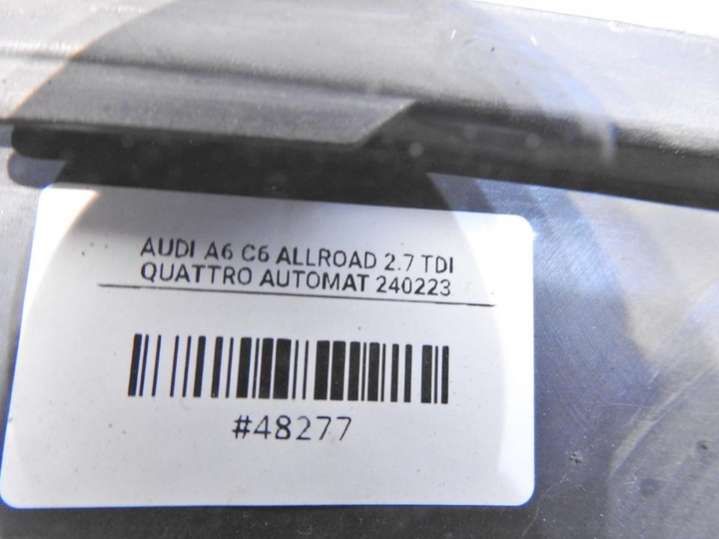 AUDI A6 C6 ALLROAD 2.7 TDI
QUATTRO AUTOMAT 240223
#48277